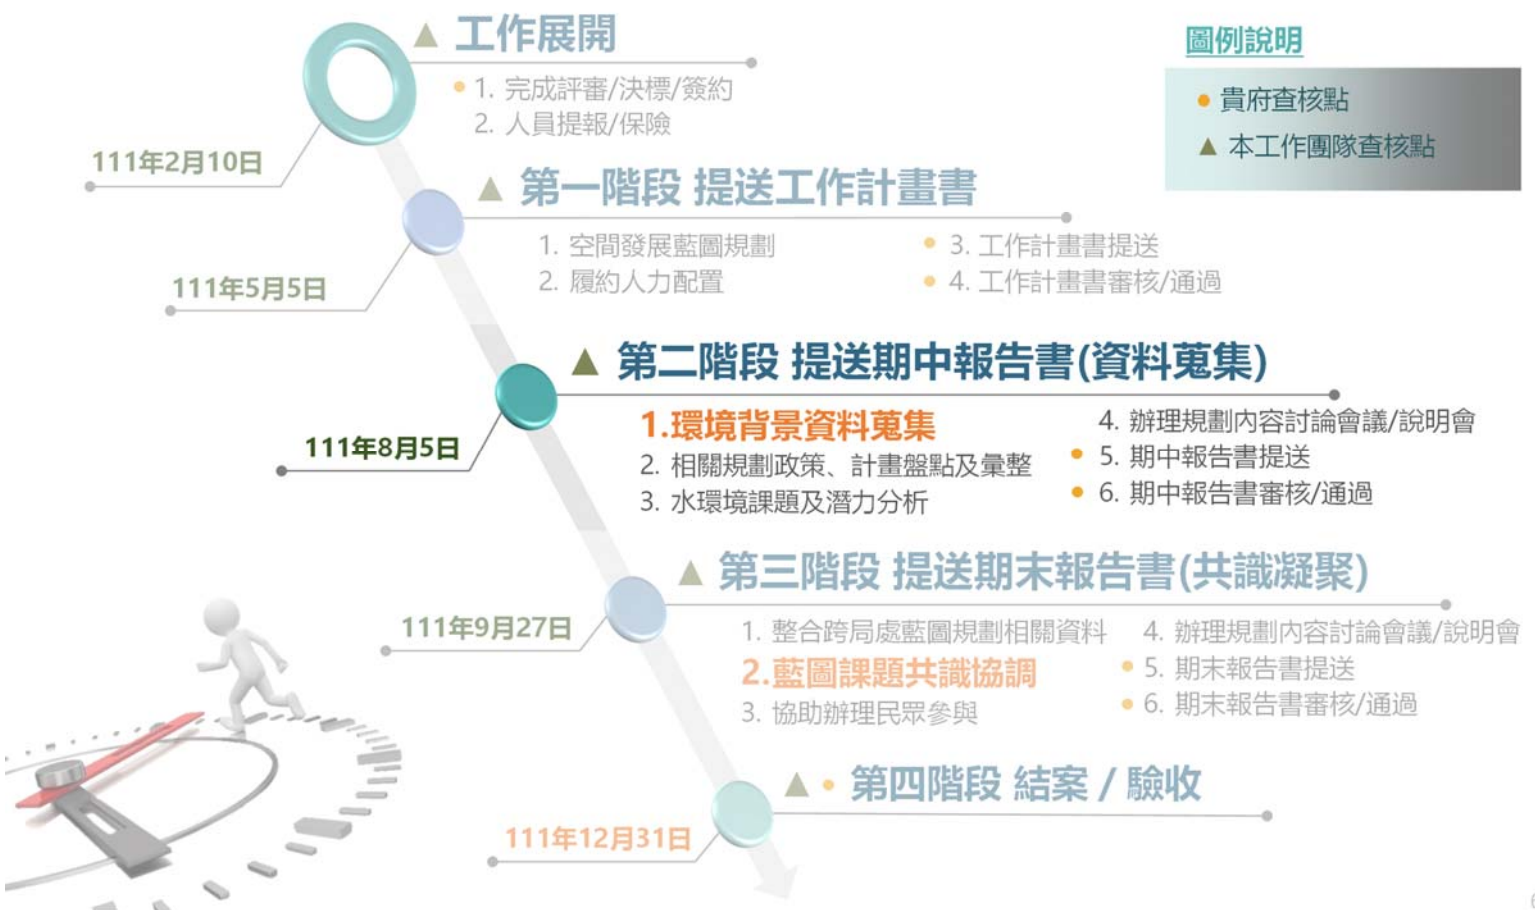 ▲ 工作展開
• 1. 完成評審/決標/簽約
2. 人員提報/保險
圖例說明
• 貴府查核點
▲ 本工作團隊查核點
111年2月10日
▲ 第一階段 提送工作計畫書
1. 空間發展藍圖規劃
2. 履約人力配置
• 3. 工作計畫書提送
• 4. 工作計畫書審核/通過
111年5月5日
▲ 第二階段 提送期中報告書(資料蒐集)
1.環境背景資料蒐集
2. 相關規劃政策、計畫盤點及彙整
3. 水環境課題及潛力分析
4. 辦理規劃內容討論會議/說明會
• 5. 期中報告書提送
• 6. 期中報告書審核/通過
111年8月5日
▲ 第三階段 提送期末報告書(共識凝聚)
1. 整合跨局處藍圖規劃相關資料
2.藍圖課題共識協調
3. 協助辦理民眾參與
4. 辦理規劃內容討論會議/說明會
• 5. 期末報告書提送
• 6. 期末報告書審核/通過
111年9月27日
▲ • 第四階段 結案 / 驗收
111年12月31日